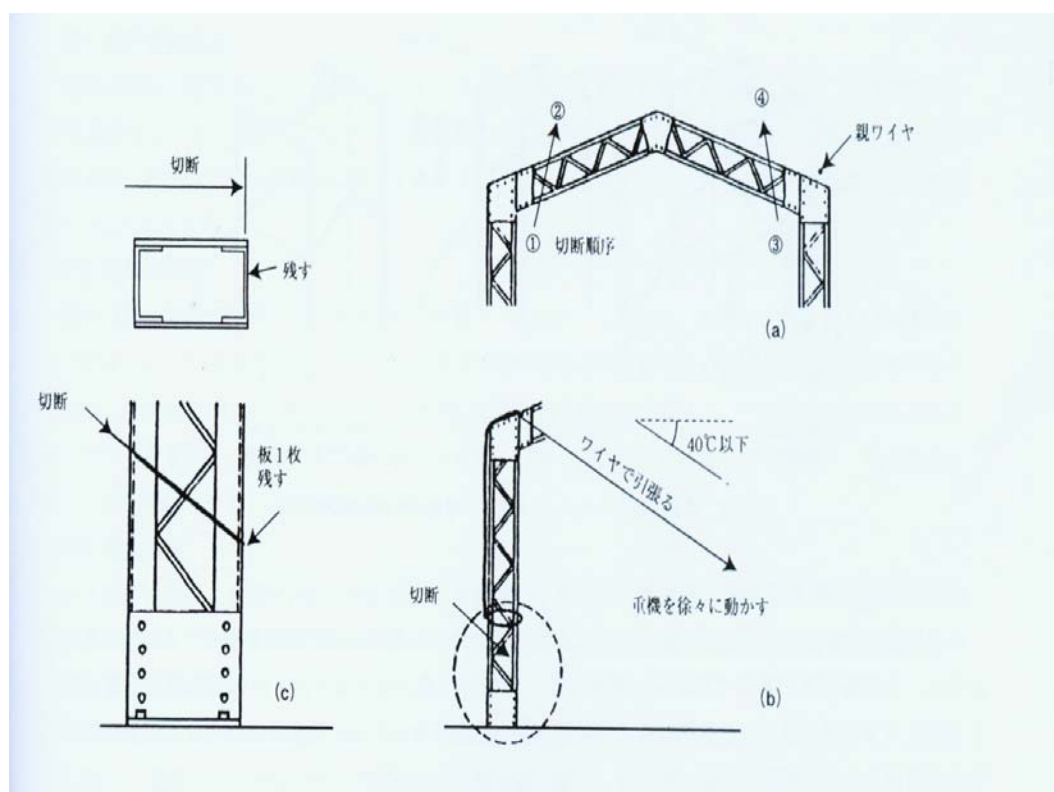 ②
④
親ワイヤ
切断
① 切断順序
③
残す
(a)
切断
板1枚
残す
40℃以下
ワイヤで引張る
切断
重機を徐々に動かす
(c)
(b)